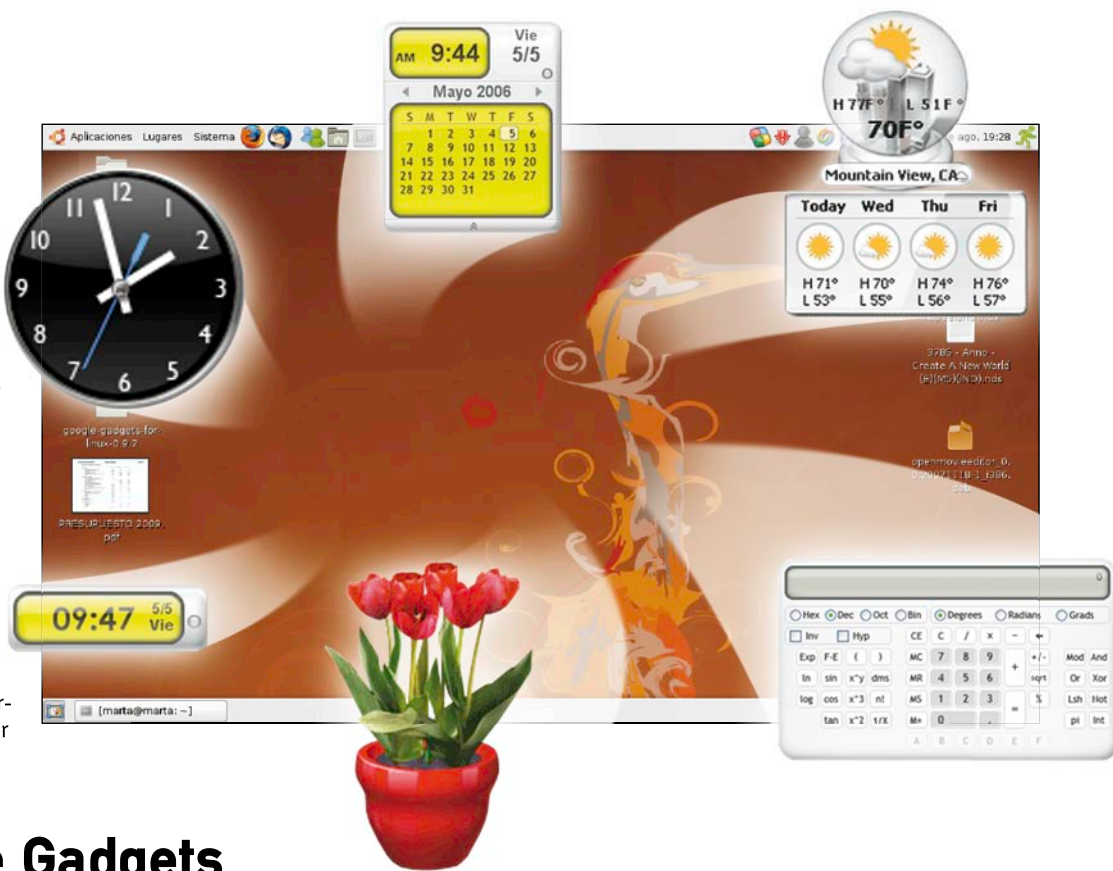 Vie
AM 9:44 5/5
Mayo 2006
S M T W T F S
1 2 3 4 5 6
7 8 9 10 11 12 13
14 15 16 17 18 19 20
21 22 23 24 25 26 27
28 29 30 31
H 77F° L 51F°
70F°
Mountain View, CA
Aplicaciones Lugares Sistema
ago, 19:28
Today Wed Thu Fri
H 71° H 70° H 74° H 76°
L 53° L 55° L 56° L 57°
12
11 1
10 2
9 3
8 4
7 5
6
google-gadgets-for-
linux-0.9.2
PRESUPUESTO 2009.
pdf
Create A New World
09:47 5/5
Vie
0
Hex Dec Oct Bin Degrees Radians Grads
Inv Hyp CE C / x - ←
Exp F-E ( ) MC 7 8 9 + +/- Mod And
ln sin x^y dms MR 4 5 6 sqrt Or Xor
log cos x^3 n! MS 1 2 3 = % Lsh Not
tan x^2 1/X M+ 0 . pi Int
A B C D E F
[marta@marta: ~]
r-
r
Gadgets